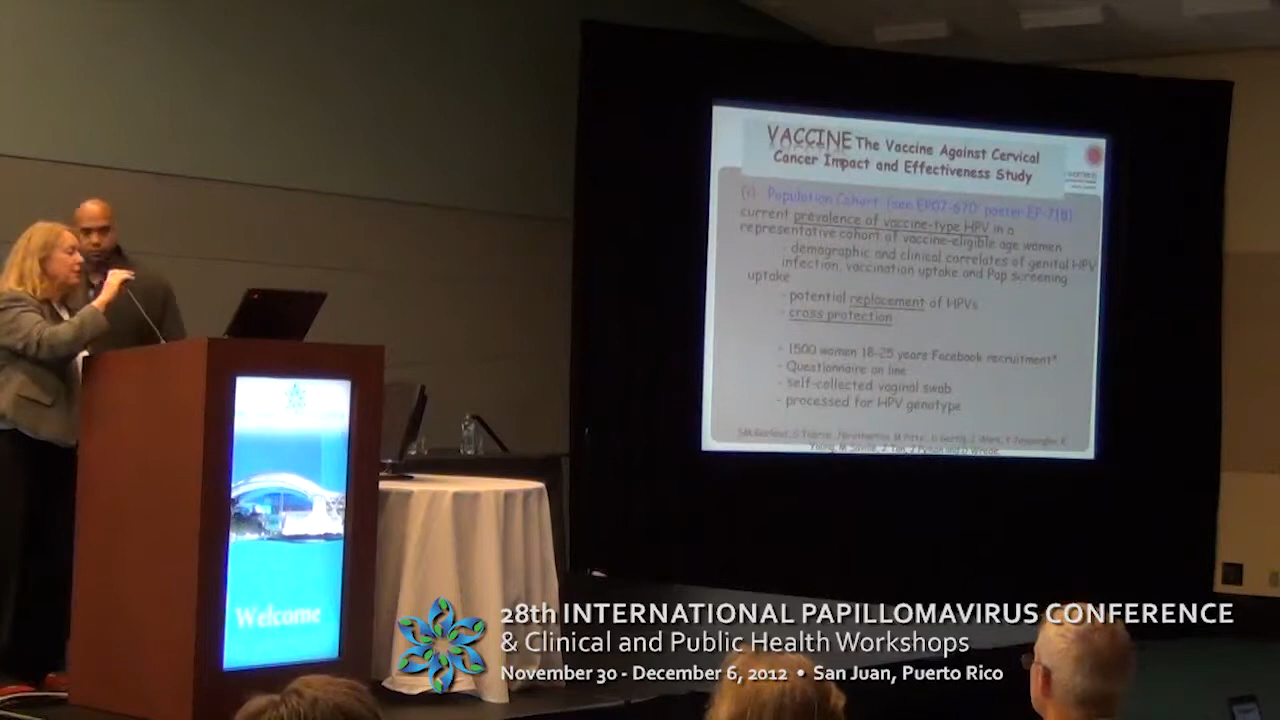 VACCINE The Vaccine Against Cervical
Cancer Impact and Effectiveness Study
(i) Population Cohort (see EP07-670 poster EP-718)
current prevalence of vaccine-type HPV in a
representative cohort of vaccine-eligible age women
- demographic and clinical correlates of genital HPV
infection, vaccination uptake and Pap screening
uptake
- potential replacement of HPVs
- cross protection
- 1500 women 18-25 years Facebook recruitment*
- Questionnaire on line
- self-collected vaginal swab
- processed for HPV genotype
Welcome
28th INTERNATIONAL PAPILLOMAVIRUS CONFERENCE
& Clinical and Public Health Workshops
November 30 - December 6, 2012 • San Juan, Puerto Rico